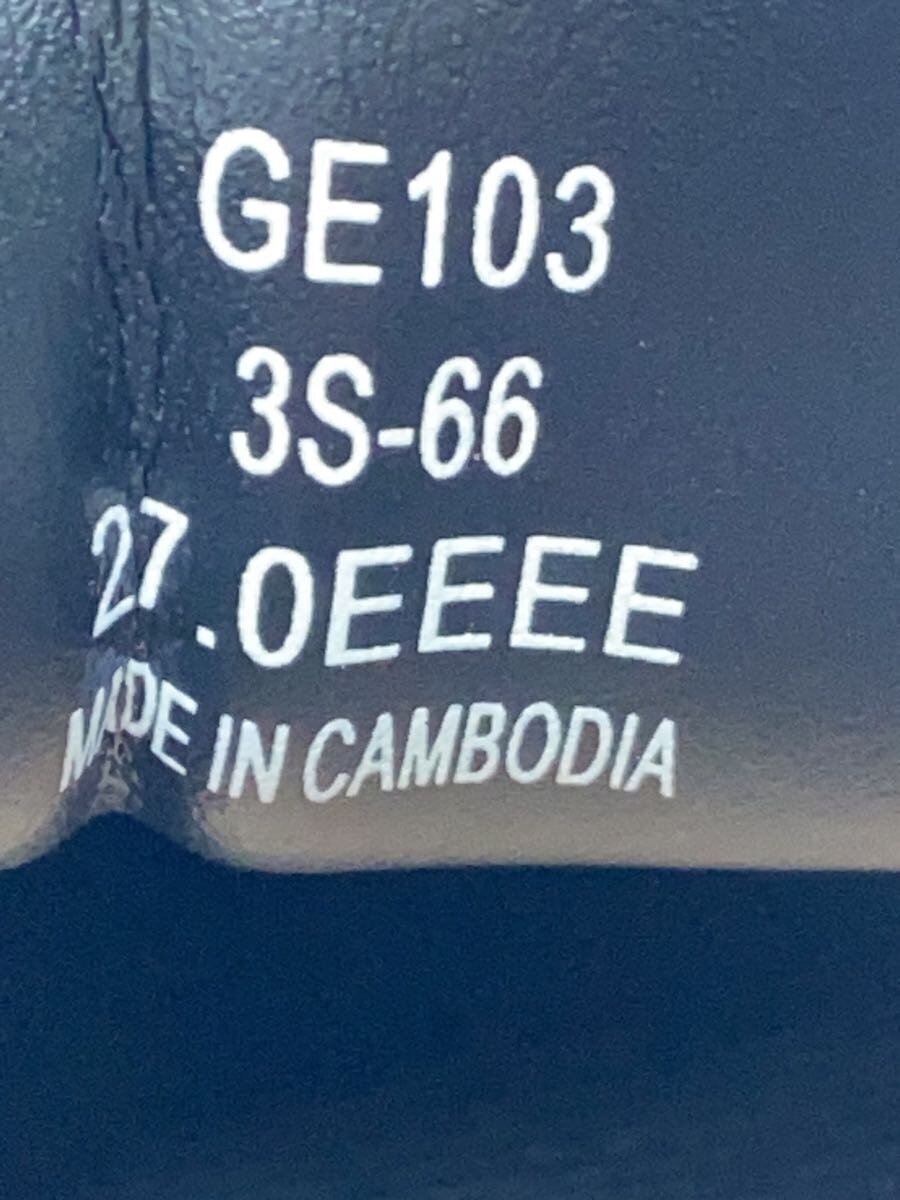 GE103
3S-66
27.0EEEE
MADE IN CAMBODIA